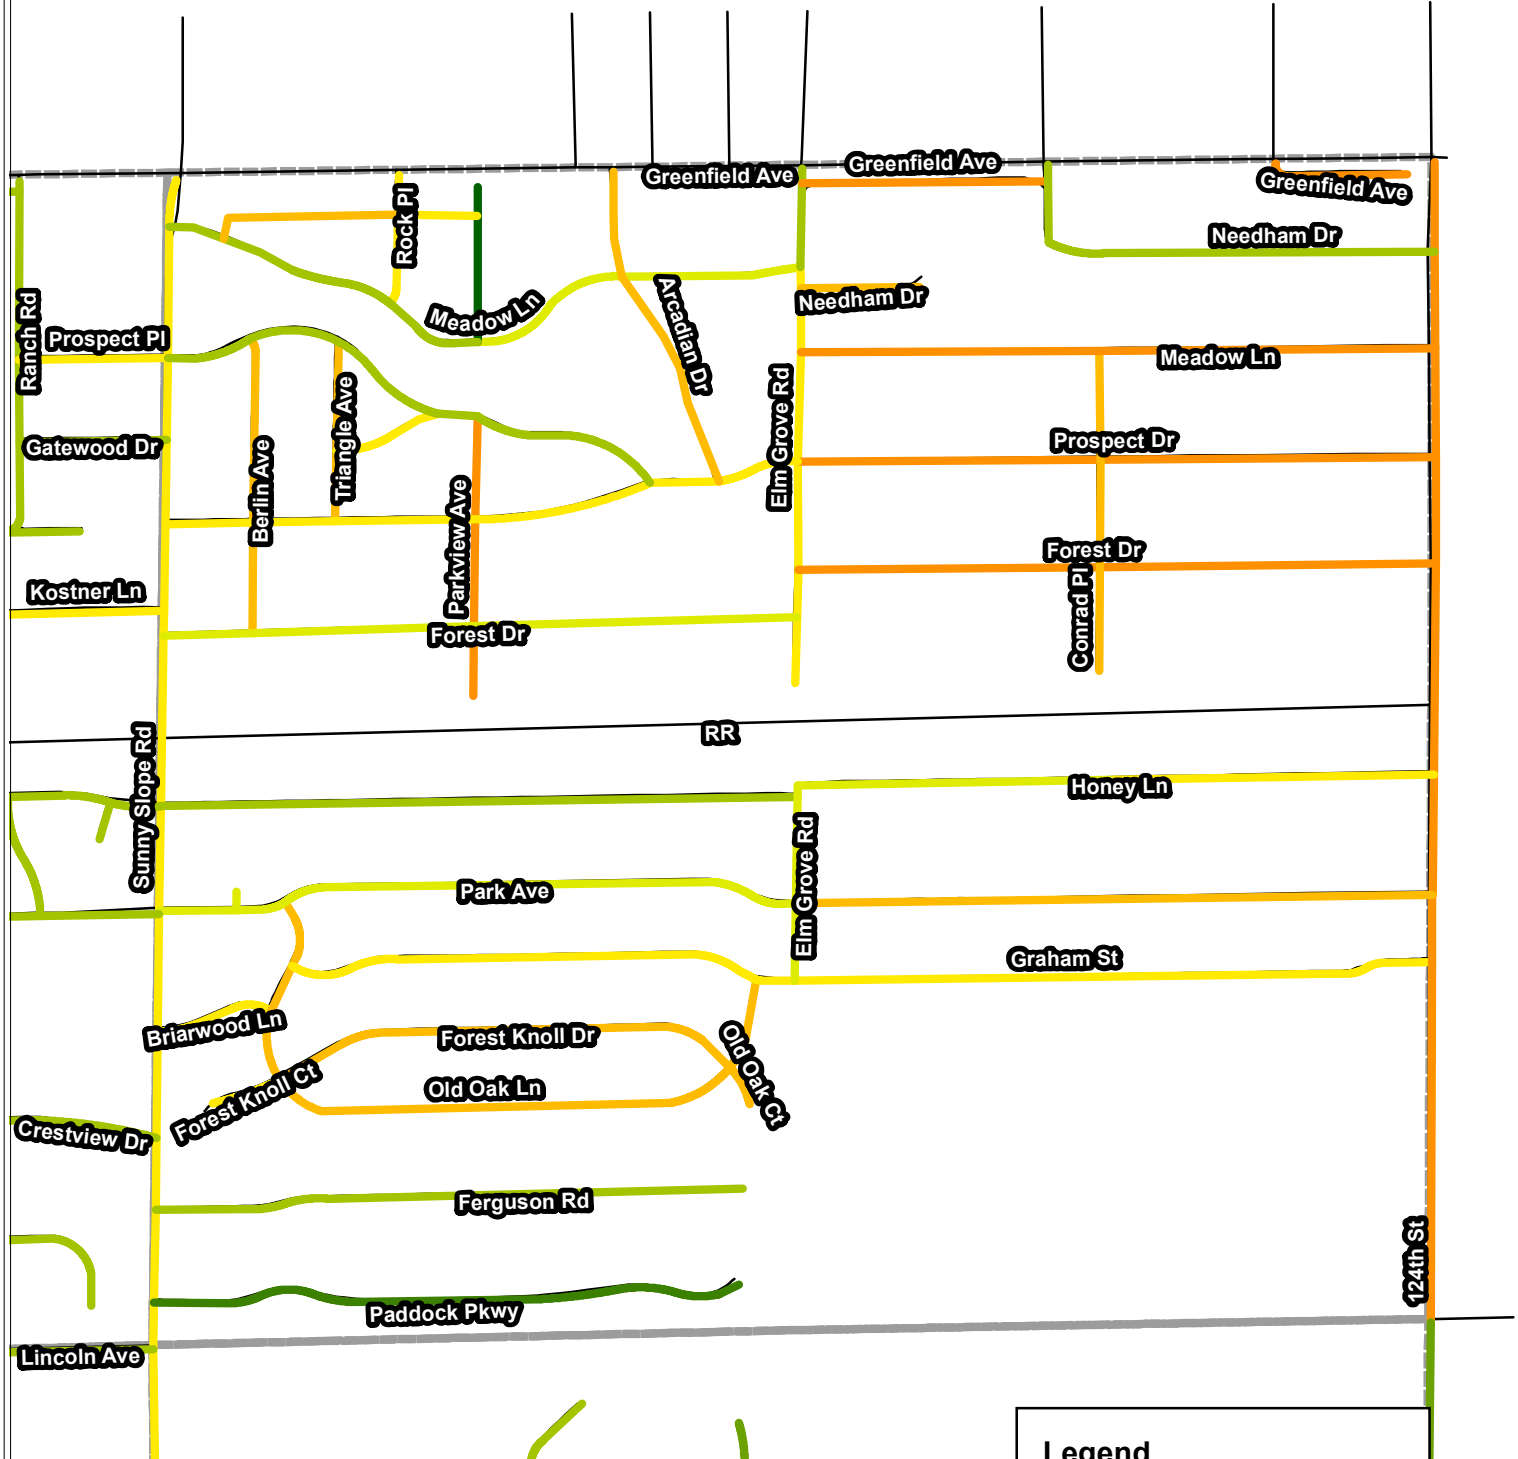 Greenfield Ave
Greenfield Ave
Greenfield Ave
Rock Pl
Needham Dr
Needham Dr
Ranch Rd
Prospect Pl
Meadow Ln
Arcadian Dr
Meadow Ln
Elm Grove Rd
Gatewood Dr
Triangle Ave
Berlin Ave
Prospect Dr
Parkview Ave
Forest Dr
Kostner Ln
Conrad Pl
Forest Dr
RR
Sunny Slope Rd
Honey Ln
Elm Grove Rd
Park Ave
Graham St
Briarwood Ln
Forest Knoll Dr
Old Oak Ct
Forest Knoll Ct
Old Oak Ln
Crestview Dr
Ferguson Rd
124th St
Paddock Pkwy
Lincoln Ave
Legend